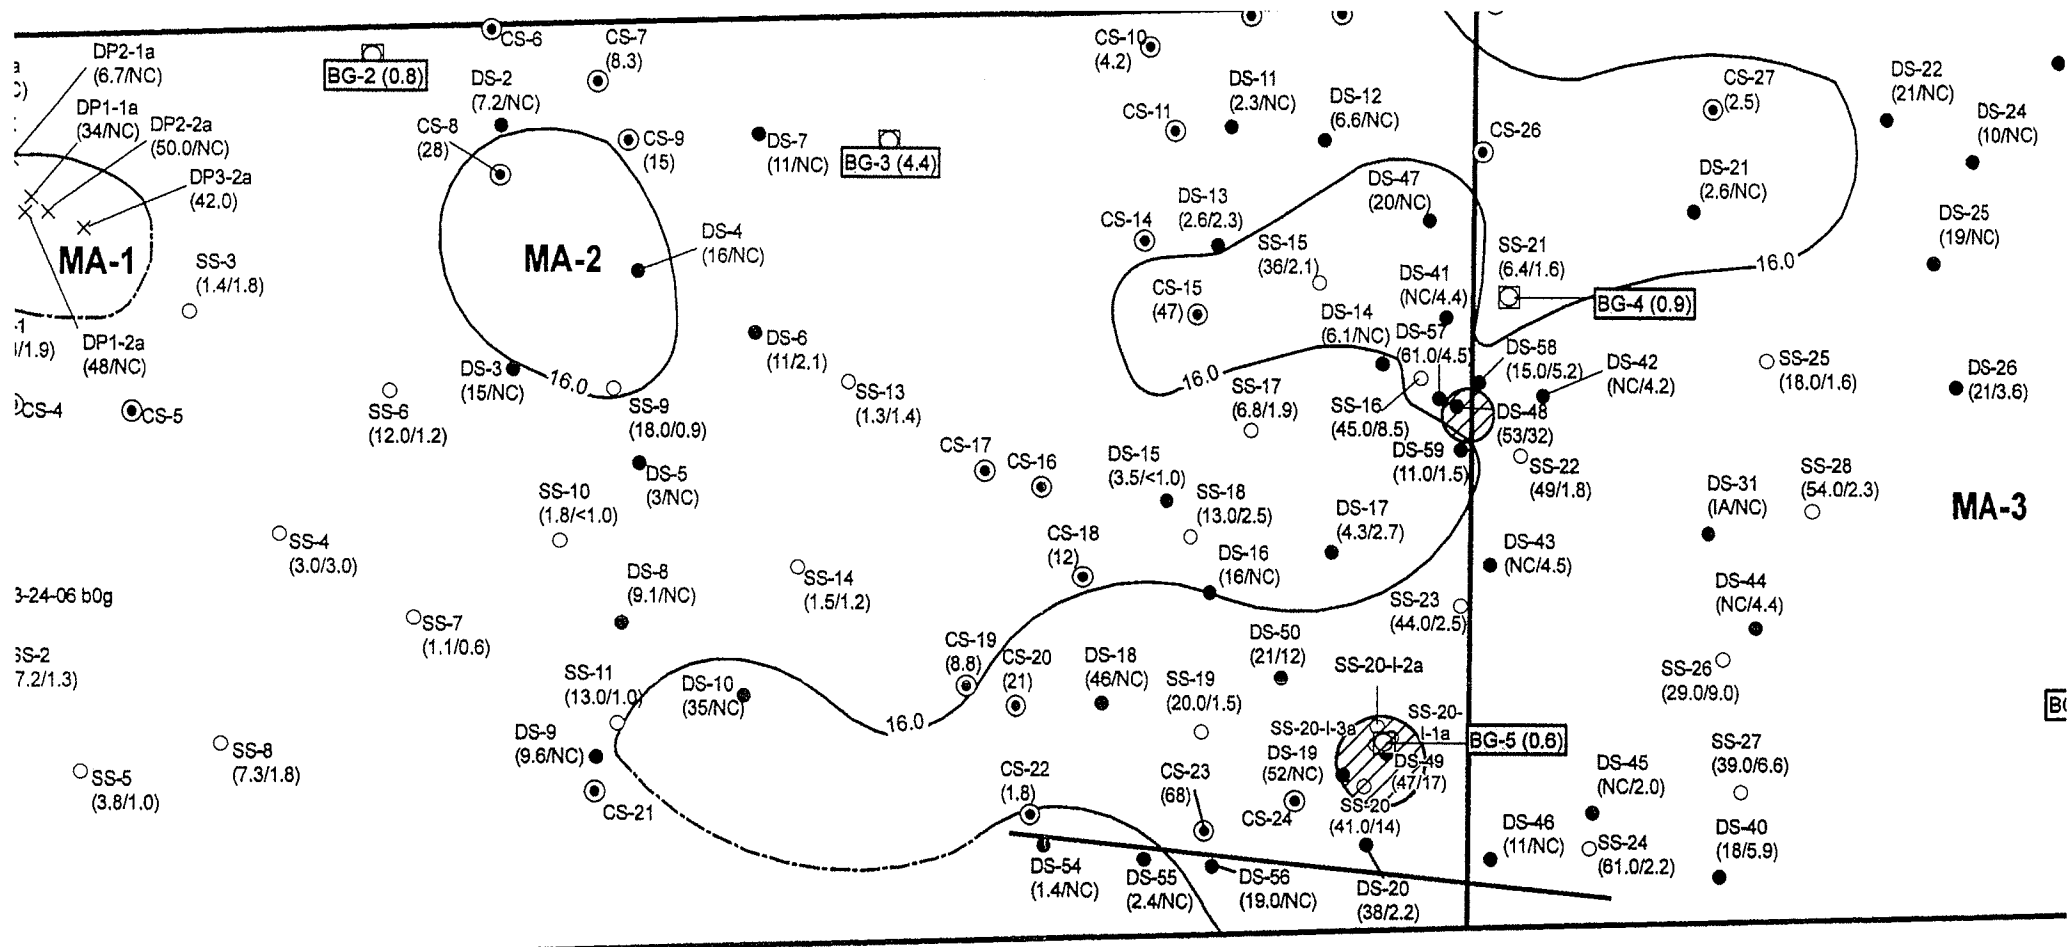 DP2-1a
(6.7/NC)
DP1-1a
(34/NC)
DP2-2a
(50.0/NC)
DP3-2a
(42.0)
MA-1
DP1-2a
(48/NC)
CS-4
CS-5
SS-3
(1.4/1.8)
BG-2 (0.8)
CS-6
CS-7
(8.3)
DS-2
(7.2/NC)
CS-8
(28)
CS-9
(15)
DS-7
(11/NC)
BG-3 (4.4)
MA-2
DS-4
(16/NC)
DS-3
(15/NC)
16.0
DS-6
(11/2.1)
SS-6
(12.0/1.2)
SS-9
(18.0/0.9)
SS-13
(1.3/1.4)
DS-5
(3/NC)
SS-10
(1.8/<1.0)
SS-4
(3.0/3.0)
3-24-06 b0g
SS-7
(1.1/0.6)
DS-8
(9.1/NC)
SS-14
(1.5/1.2)
SS-2
7.2/1.3)
SS-11
(13.0/1.0)
DS-10
(35/NC)
DS-9
(9.6/NC)
SS-8
(7.3/1.8)
SS-5
(3.8/1.0)
CS-21
16.0
CS-10
(4.2)
CS-11
DS-11
(2.3/NC)
DS-12
(6.6/NC)
CS-26
CS-27
(2.5)
DS-22
(21/NC)
DS-24
(10/NC)
DS-21
(2.6/NC)
DS-25
(19/NC)
DS-47
(20/NC)
DS-13
(2.6/2.3)
CS-14
SS-15
(36/2.1)
SS-21
(6.4/1.6)
16.0
BG-4 (0.9)
CS-15
(47)
DS-41
(NC/4.4)
DS-14
(6.1/NC)
DS-57
(61.0/4.5)
DS-58
(15.0/5.2)
DS-42
(NC/4.2)
SS-25
(18.0/1.6)
DS-26
(21/3.6)
16.0
SS-17
(6.8/1.9)
SS-16
(45.0/8.5)
DS-48
(53/32)
DS-59
(11.0/1.5)
SS-22
(49/1.8)
CS-17
CS-16
DS-15
(3.5/<1.0)
SS-18
(13.0/2.5)
DS-17
(4.3/2.7)
DS-31
(IA/NC)
SS-28
(54.0/2.3)
MA-3
CS-18
(12)
DS-16
(16/NC)
DS-43
(NC/4.5)
DS-44
(NC/4.4)
SS-23
(44.0/2.5)
CS-19
(8.8)
CS-20
(21)
DS-18
(46/NC)
SS-19
(20.0/1.5)
DS-50
(21/12)
SS-20-I-2a
SS-26
(29.0/9.0)
SS-20-I-3a
SS-20-
I-1a
BG-5 (0.6)
DS-19
(52/NC)
DS-49
(47/17)
CS-22
(1.8)
CS-23
(68)
CS-24
SS-20
(41.0/14)
DS-45
(NC/2.0)
SS-27
(39.0/6.6)
DS-46
(11/NC)
SS-24
(61.0/2.2)
DS-40
(18/5.9)
DS-54
(1.4/NC)
DS-55
(2.4/NC)
DS-56
(19.0/NC)
DS-20
(38/2.2)